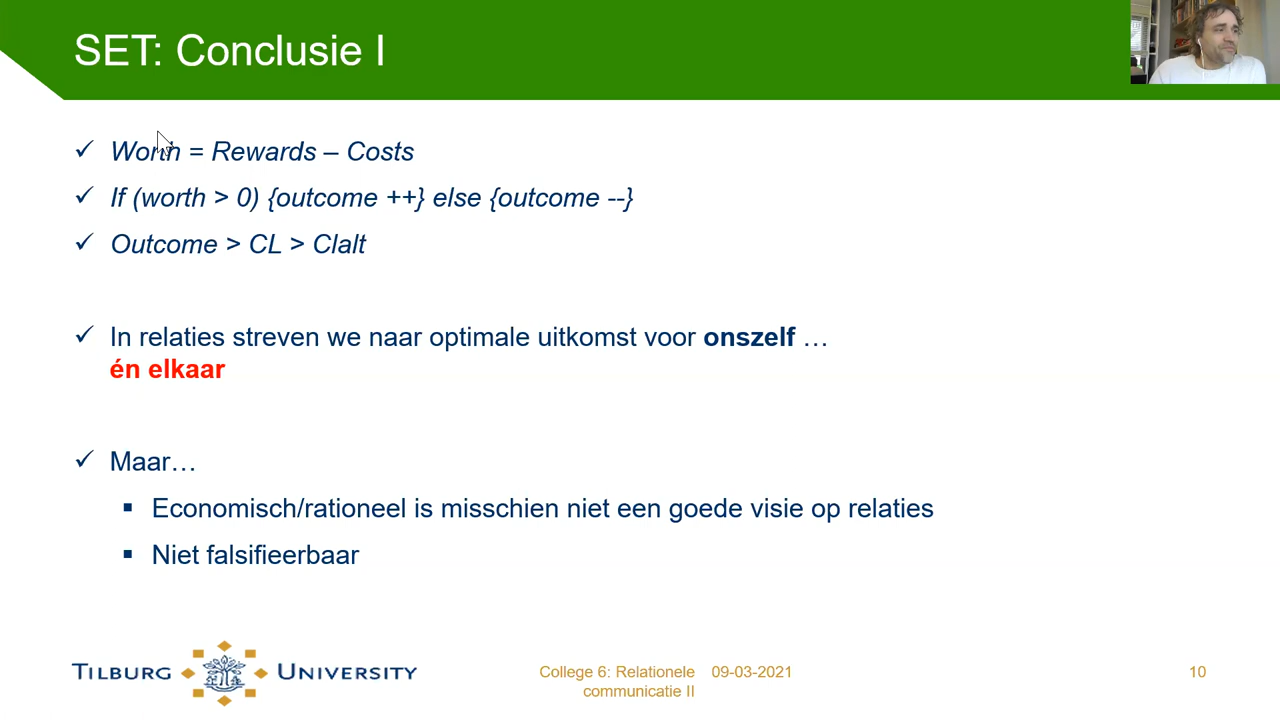 SET: Conclusie I
✓ Worth = Rewards – Costs
✓ If (worth > 0) {outcome ++} else {outcome --}
✓ Outcome > CL > Clalt
✓ In relaties streven we naar optimale uitkomst voor onszelf …
én elkaar
✓ Maar…
▪ Economisch/rationeel is misschien niet een goede visie op relaties
▪ Niet falsifieerbaar
TILBURG UNIVERSITY
College 6: Relationele 09-03-2021
communicatie II
10